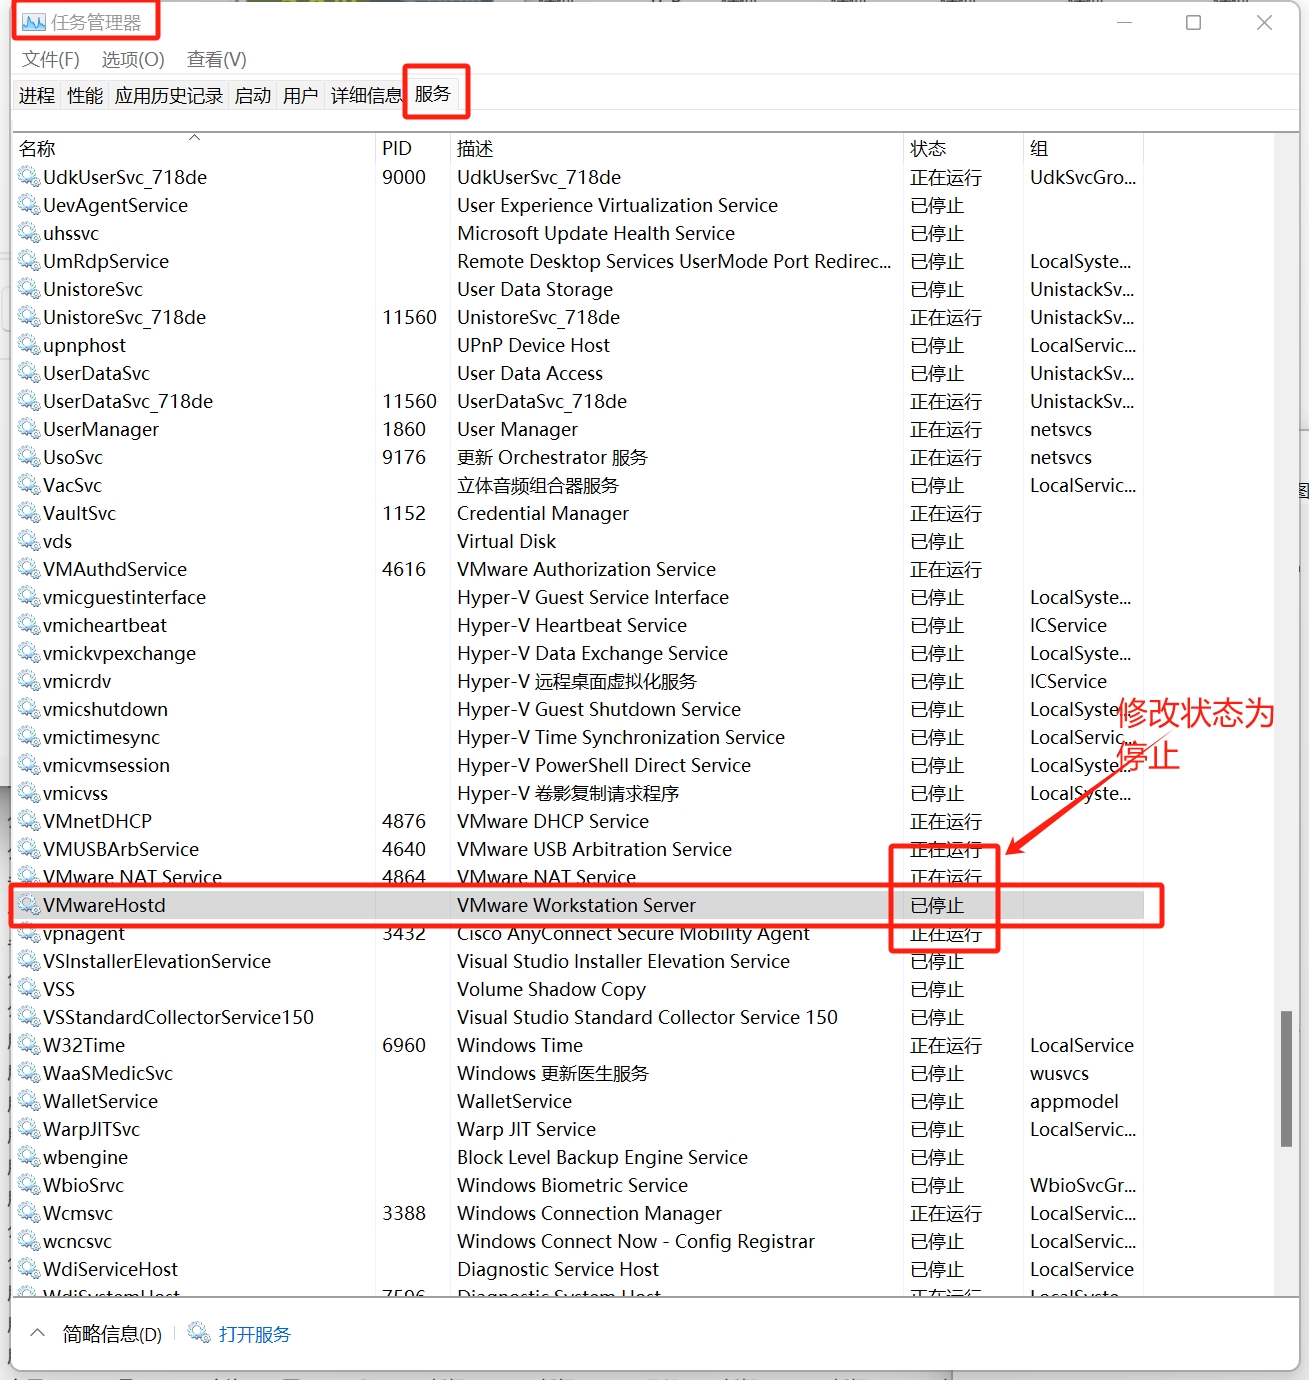 任务管理器
文件(F) 选项(O) 查看(V)
进程 性能 应用历史记录 启动 用户 详细信息 服务
名称 PID 描述 状态 组
UdkUserSvc_718de 9000 UdkUserSvc_718de 正在运行 UdkSvcGro...
UevAgentService User Experience Virtualization Service 已停止
uhssvc Microsoft Update Health Service 已停止
UmRdpService Remote Desktop Services UserMode Port Redirec... 已停止 LocalSyste...
UnistoreSvc User Data Storage 已停止 UnistackSv...
UnistoreSvc_718de 11560 UnistoreSvc_718de 正在运行 UnistackSv...
upnphost UPnP Device Host 已停止 LocalServic...
UserDataSvc User Data Access 已停止 UnistackSv...
UserDataSvc_718de 11560 UserDataSvc_718de 正在运行 UnistackSv...
UserManager 1860 User Manager 正在运行 netsvcs
UsoSvc 9176 更新 Orchestrator 服务 正在运行 netsvcs
VacSvc 立体音频组合器服务 已停止 LocalServic...
VaultSvc 1152 Credential Manager 正在运行
vds Virtual Disk 已停止
VMAuthdService 4616 VMware Authorization Service 正在运行
vmicguestinterface Hyper-V Guest Service Interface 已停止 LocalSyste...
vmicheartbeat Hyper-V Heartbeat Service 已停止 ICService
vmickvpexchange Hyper-V Data Exchange Service 已停止 LocalSyste...
vmicrdv Hyper-V 远程桌面虚拟化服务 已停止 ICService
vmicshutdown Hyper-V Guest Shutdown Service 已停止 LocalSyste...
修改状态为
vmictimesync Hyper-V Time Synchronization Service 已停止 LocalServic...
停止
vmicvmsession Hyper-V PowerShell Direct Service 已停止 LocalSyste...
vmicvss Hyper-V 卷影复制请求程序 已停止 LocalSyste...
VMnetDHCP 4876 VMware DHCP Service 正在运行
VMUSBArbService 4640 VMware USB Arbitration Service 正在运行
VMware NAT Service 4864 VMware NAT Service 正在运行
VMwareHostd VMware Workstation Server 已停止
vpnagent 3432 Cisco AnyConnect Secure Mobility Agent 正在运行
VSInstallerElevationService Visual Studio Installer Elevation Service 已停止
VSS Volume Shadow Copy 已停止
VSStandardCollectorService150 Visual Studio Standard Collector Service 150 已停止
W32Time 6960 Windows Time 正在运行 LocalService
WaaSMedicSvc Windows 更新医生服务 已停止 wusvcs
WalletService WalletService 已停止 appmodel
WarpJITSvc Warp JIT Service 已停止 LocalServic...
wbengine Block Level Backup Engine Service 已停止
WbioSrvc Windows Biometric Service 已停止 WbioSvcGr...
Wcmsvc 3388 Windows Connection Manager 正在运行 LocalServic...
wcncsvc Windows Connect Now - Config Registrar 已停止 LocalServic...
WdiServiceHost Diagnostic Service Host 已停止 LocalService
WdiSystemHost 7596 Diagnostic System Host 正在运行 LocalSyste...
简略信息(D) 打开服务